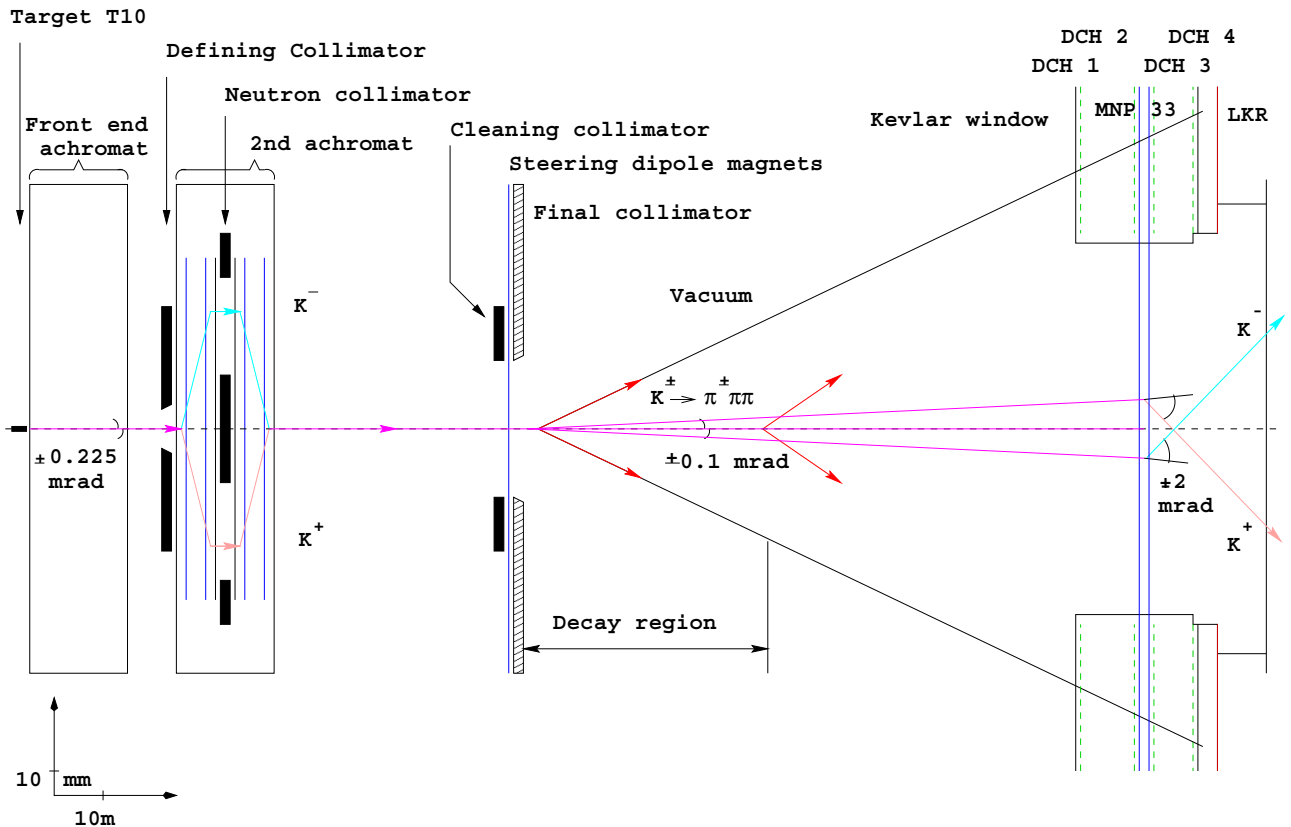 Target T10
Defining Collimator
Neutron collimator
Front end
achromat
2nd achromat
Cleaning collimator
Steering dipole magnets
Final collimator
Kevlar window
DCH 2
DCH 4
DCH 1
DCH 3
MNP 33
LKR
K⁻
Vacuum
K⁻
K± → π±ππ
±0.225
mrad
±0.1 mrad
±2
mrad
K⁺
K⁺
Decay region
10 mm
10m